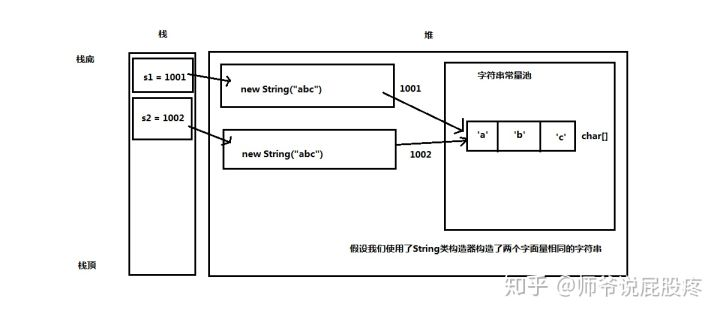 栈
堆
栈底
s1 = 1001
s2 = 1002
new String("abc")
1001
new String("abc")
1002
字符串常量池
'a' 'b' 'c' char[]
假设我们使用了String类构造器构造了两个字面量相同的字符串
栈顶
知乎 @师爷说屁股疼